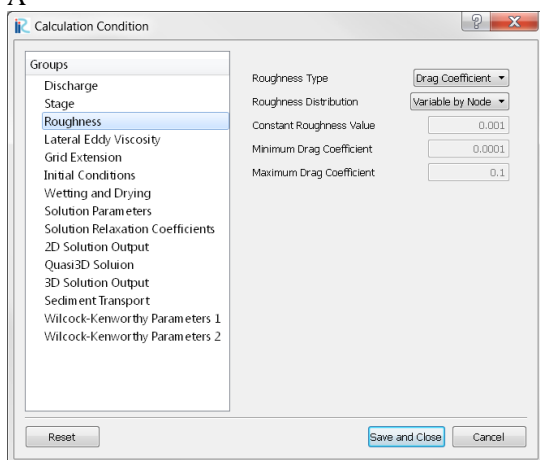 A
Calculation Condition
Groups
Discharge
Stage
Roughness
Lateral Eddy Viscosity
Grid Extension
Initial Conditions
Wetting and Drying
Solution Parameters
Solution Relaxation Coefficients
2D Solution Output
Quasi3D Soluion
3D Solution Output
Sediment Transport
Wilcock-Kenworthy Parameters 1
Wilcock-Kenworthy Parameters 2
Roughness Type Drag Coefficient
Roughness Distribution Variable by Node
Constant Roughness Value 0.001
Minimum Drag Coefficient 0.0001
Maximum Drag Coefficient 0.1
Reset Save and Close Cancel